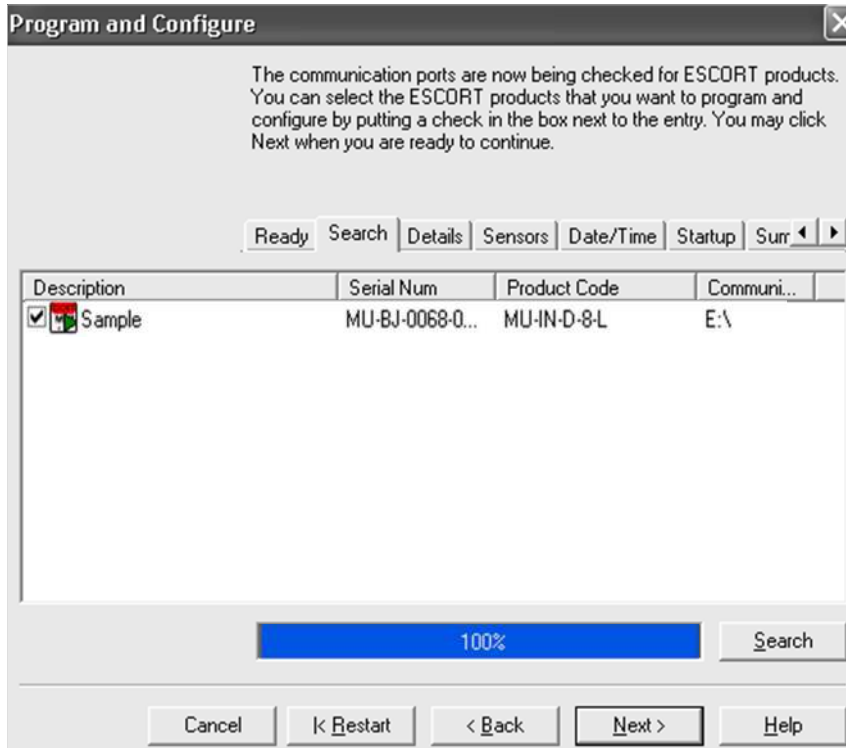 Program and Configure
The communication ports are now being checked for ESCORT products.
You can select the ESCORT products that you want to program and
configure by putting a check in the box next to the entry. You may click
Next when you are ready to continue.
Ready Search Details Sensors Date/Time Startup Sum
Description Serial Num Product Code Communi...
Sample MU-BJ-0068-0... MU-IN-D-8-L E:\
100% Search
Cancel |< Restart < Back Next > Help